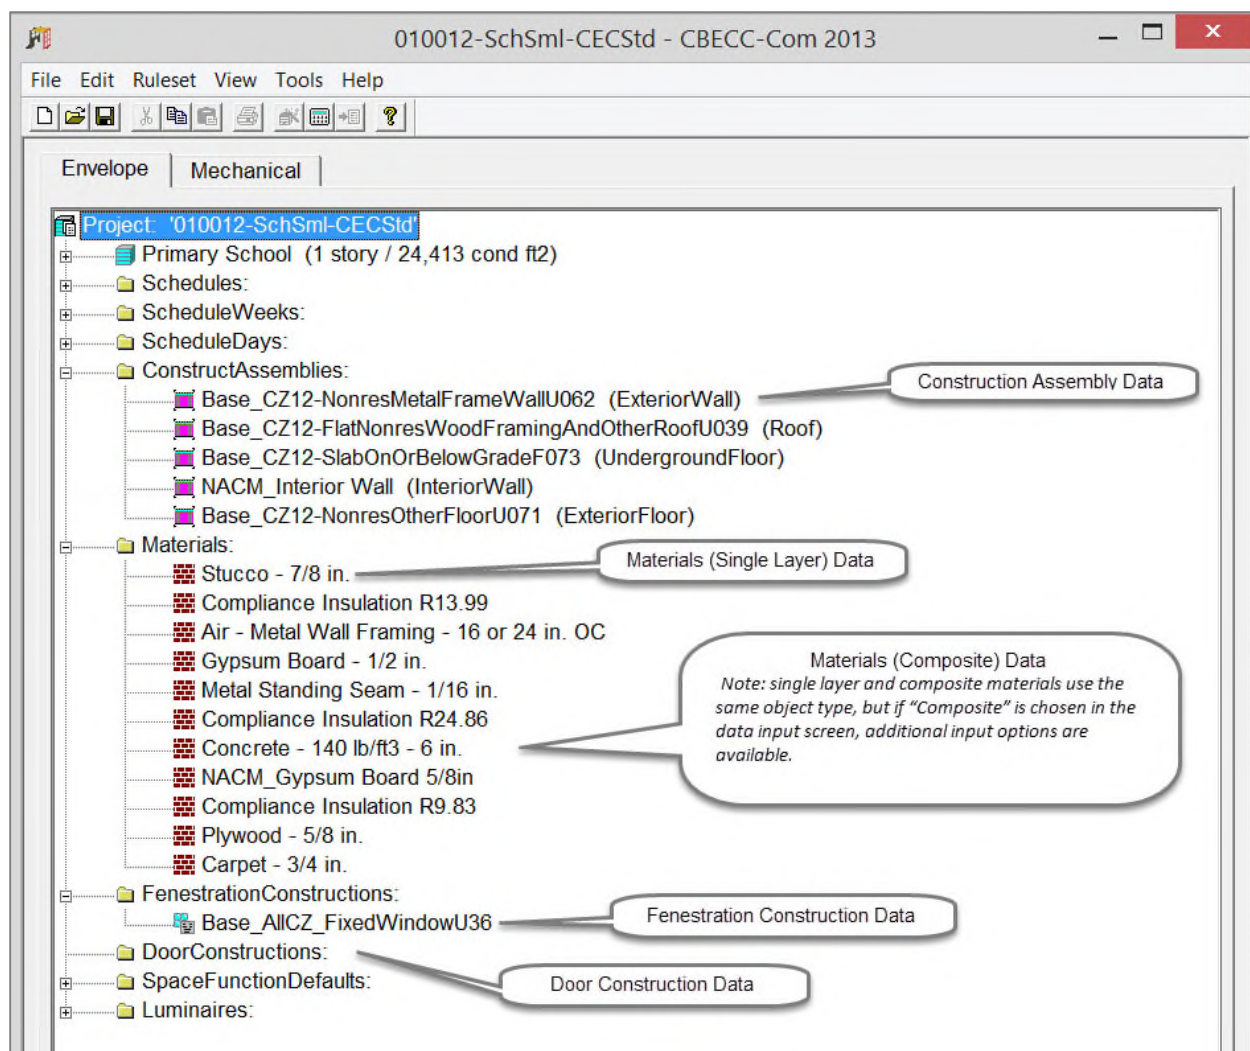 010012-SchSml-CECStd - CBECC-Com 2013
File Edit Ruleset View Tools Help
Envelope Mechanical
Project: '010012-SchSml-CECStd'
Primary School (1 story / 24,413 cond ft2)
Schedules:
ScheduleWeeks:
ScheduleDays:
ConstructAssemblies:
Construction Assembly Data
Base_CZ12-NonresMetalFrameWallU062 (ExteriorWall)
Base_CZ12-FlatNonresWoodFramingAndOtherRoofU039 (Roof)
Base_CZ12-SlabOnOrBelowGradeF073 (UndergroundFloor)
NACM_Interior Wall (InteriorWall)
Base_CZ12-NonresOtherFloorU071 (ExteriorFloor)
Materials:
Materials (Single Layer) Data
Stucco - 7/8 in.
Compliance Insulation R13.99
Air - Metal Wall Framing - 16 or 24 in. OC
Gypsum Board - 1/2 in.
Metal Standing Seam - 1/16 in.
Compliance Insulation R24.86
Concrete - 140 lb/ft3 - 6 in.
NACM_Gypsum Board 5/8in
Compliance Insulation R9.83
Plywood - 5/8 in.
Carpet - 3/4 in.
Materials (Composite) Data
Note: single layer and composite materials use the
same object type, but if “Composite” is chosen in the
data input screen, additional input options are
available.
FenestrationConstructions:
Base_AllCZ_FixedWindowU36
Fenestration Construction Data
DoorConstructions:
Door Construction Data
SpaceFunctionDefaults:
Luminaires: